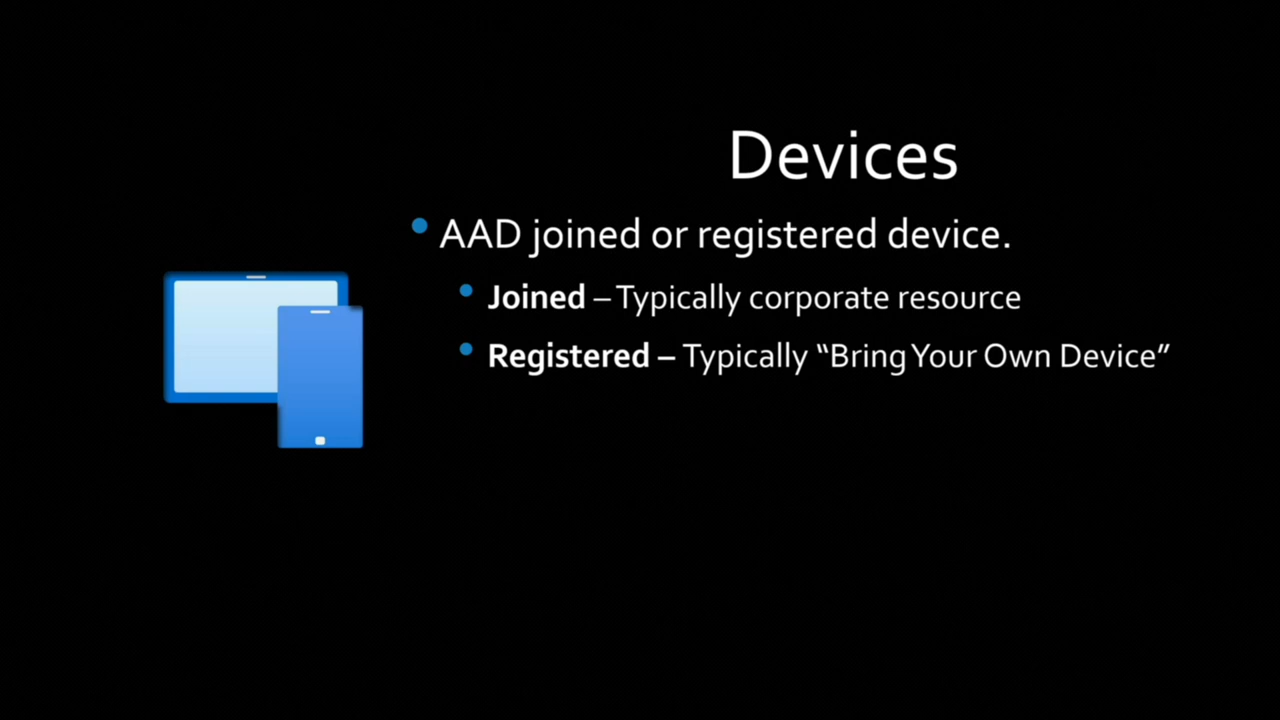 Devices
AAD joined or registered device.
Joined – Typically corporate resource
Registered – Typically “Bring Your Own Device”